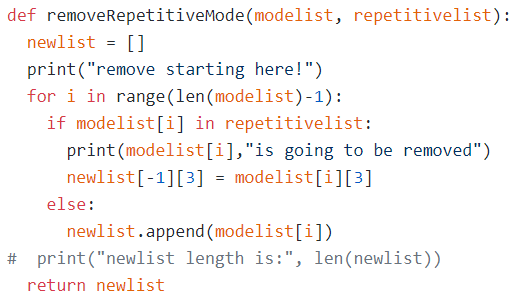 def removeRepetitiveMode(modelist, repetitivelist):
  newlist = []
  print("remove starting here!")
  for i in range(len(modelist)-1):
    if modelist[i] in repetitivelist:
      print(modelist[i],"is going to be removed")
      newlist[-1][3] = modelist[i][3]
    else:
      newlist.append(modelist[i])
#  print("newlist length is:", len(newlist))
  return newlist